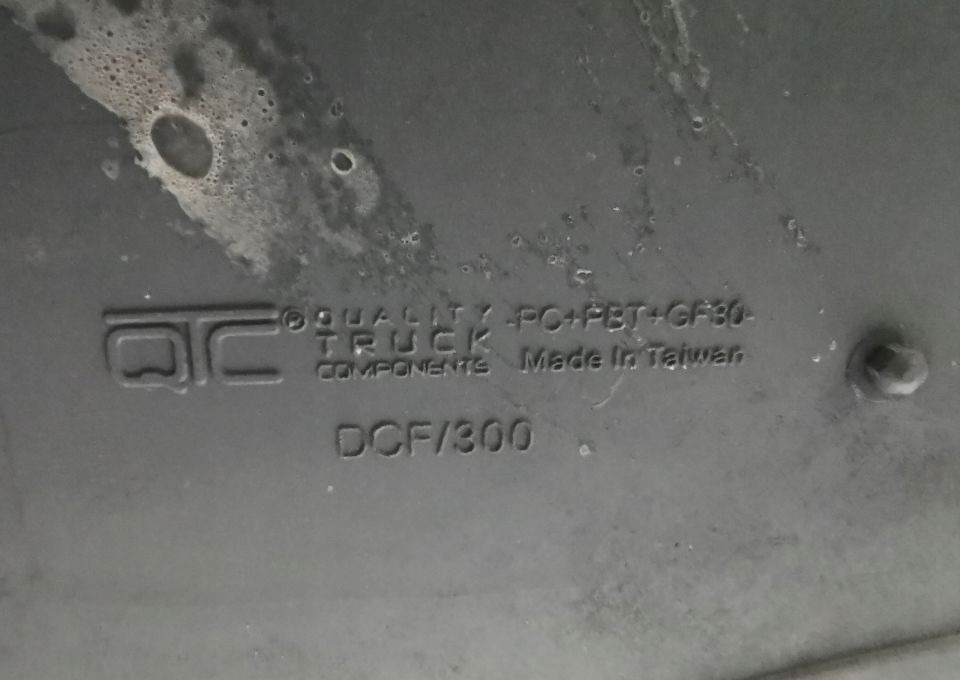 QTC® QUALITY TRUCK COMPONENTS
-PC+PBT+GF30-
Made In Taiwan
DCF/300